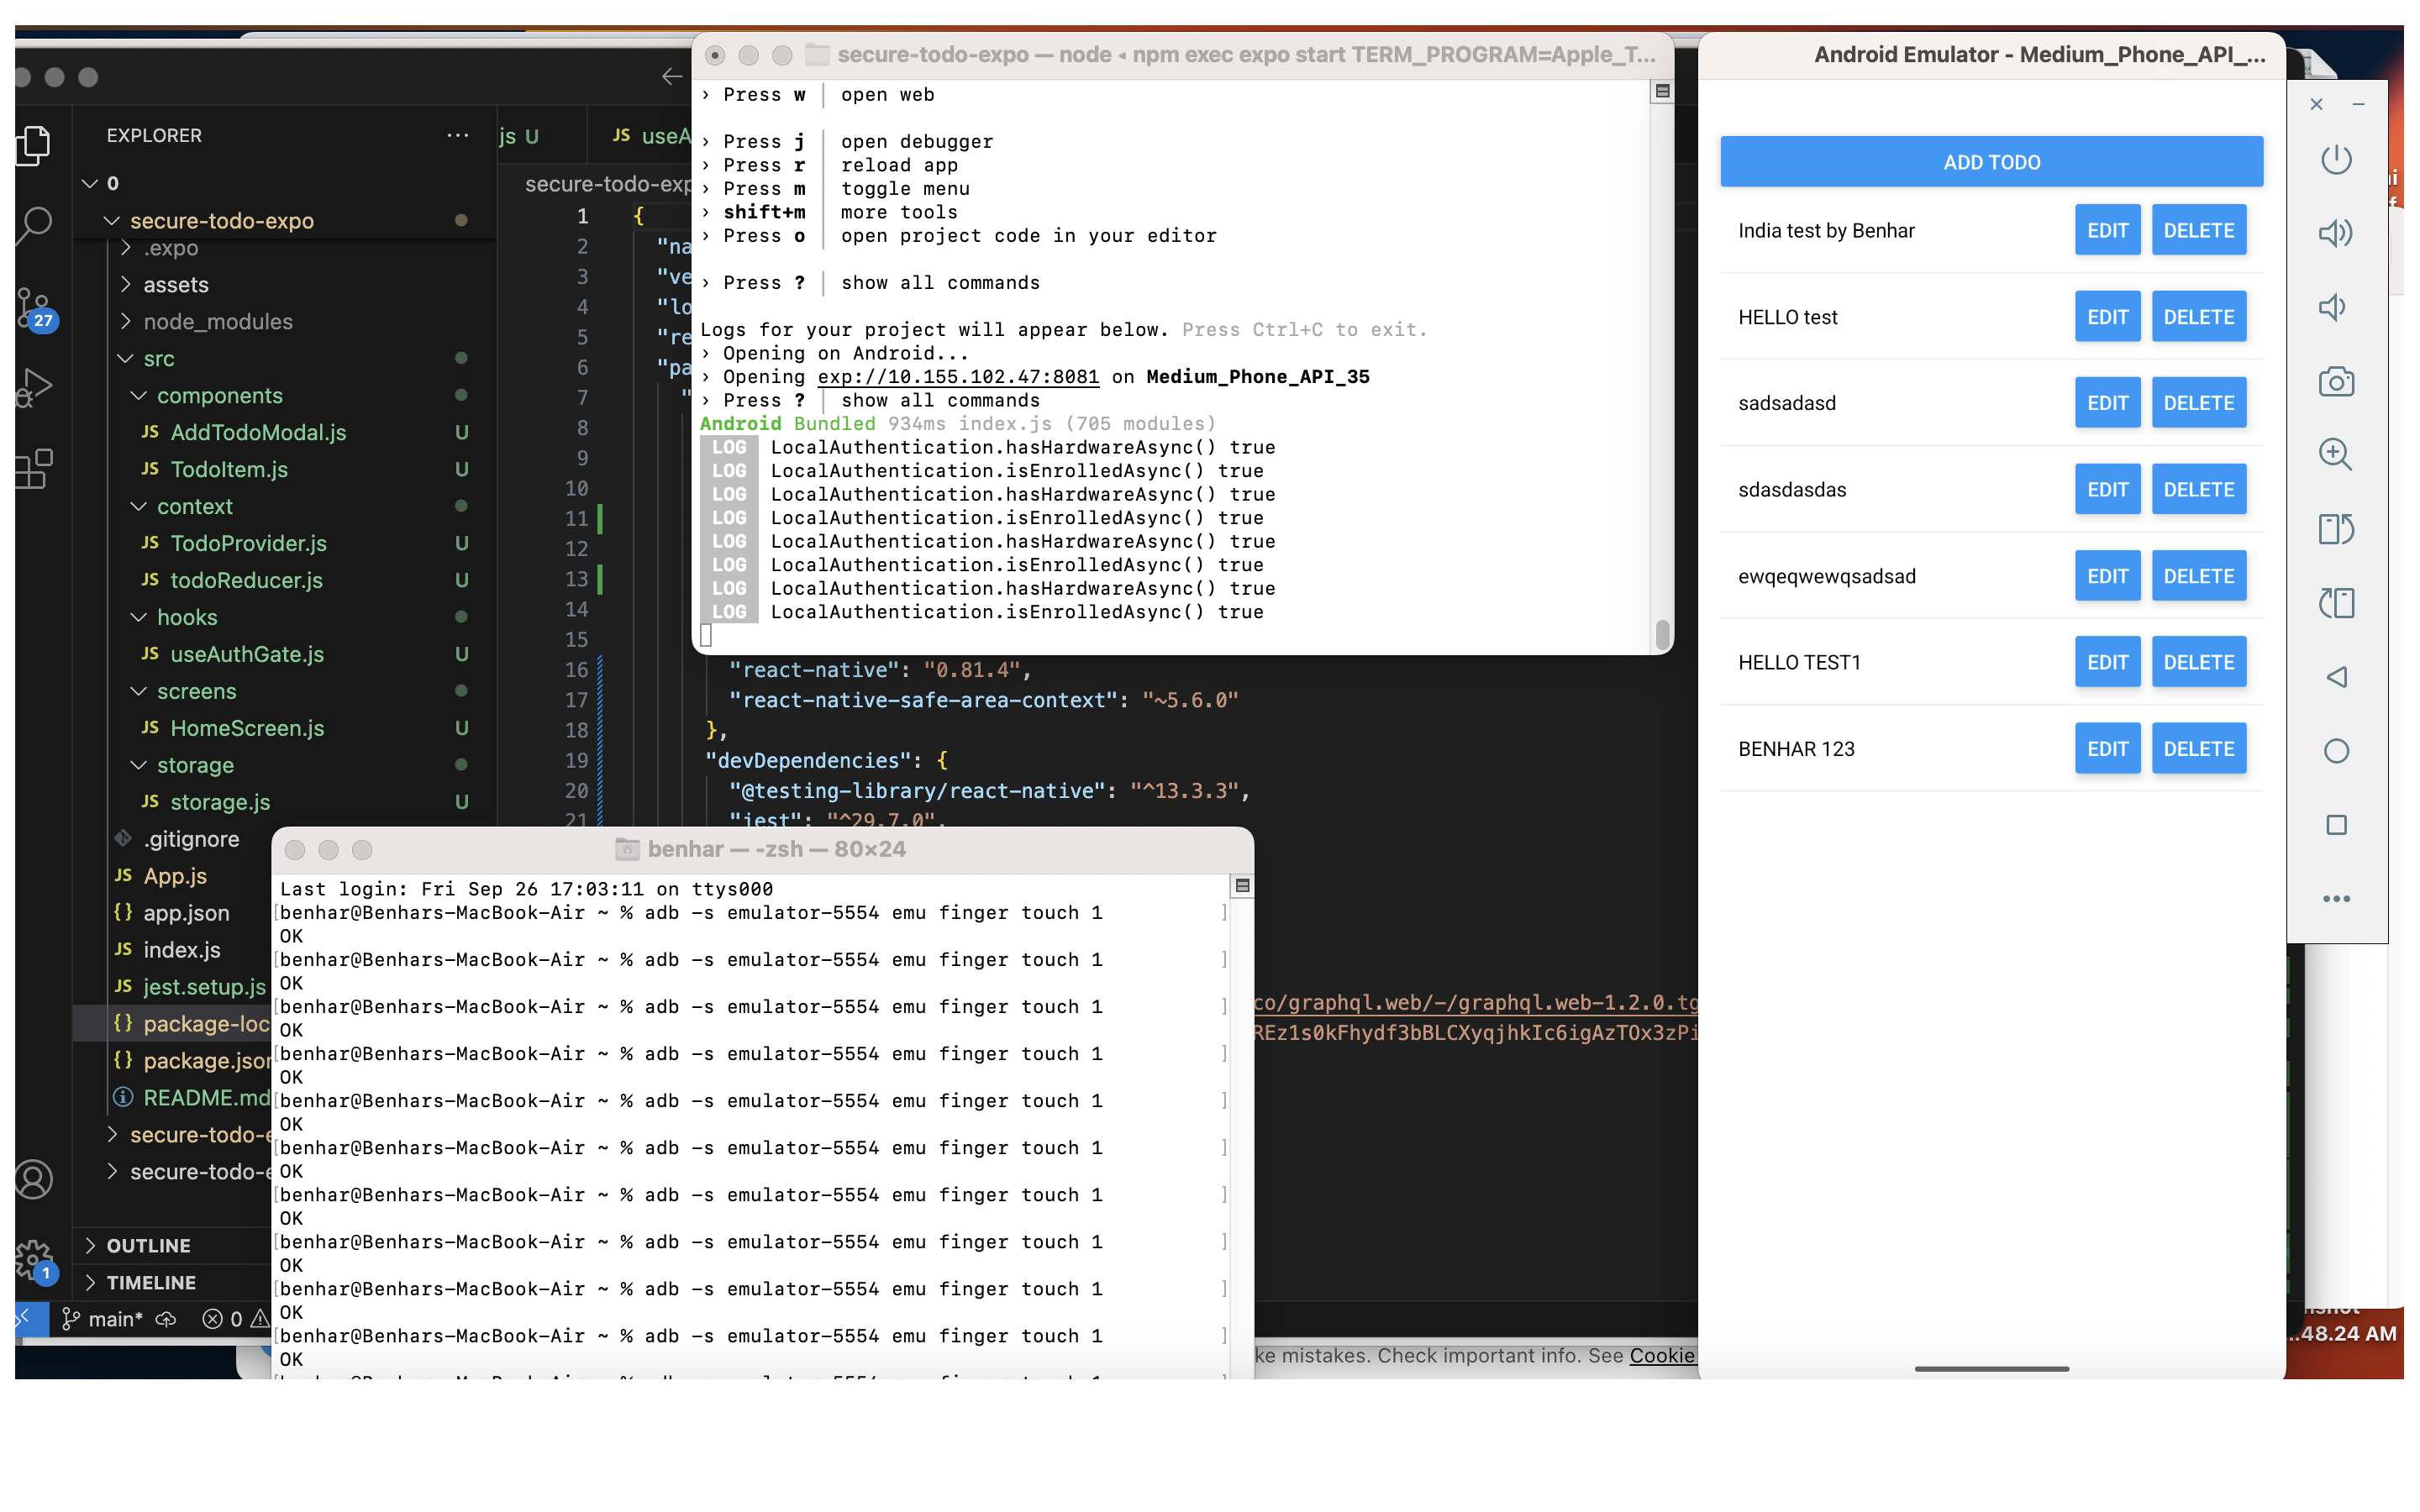 EXPLORER
0
secure-todo-expo
.expo
assets
node_modules
src
components
JS AddTodoModal.js U
JS TodoItem.js U
context
JS TodoProvider.js U
JS todoReducer.js U
hooks
JS useAuthGate.js U
screens
JS HomeScreen.js U
storage
JS storage.js U
.gitignore
JS App.js
{} app.json
JS index.js
JS jest.setup.js
{} package-loc
{} package.json
README.md
secure-todo-e
secure-todo-e
OUTLINE
TIMELINE
27
1
main*
0
js U
JS useA
secure-todo-exp
1 {
2 "na
3 "ve
4 "lo
5 "re
6 "pa
7 "
8
9
10
11
12
13
14
15
16 "react-native": "0.81.4",
17 "react-native-safe-area-context": "~5.6.0"
18 },
19 "devDependencies": {
20 "@testing-library/react-native": "^13.3.3",
21 "jest": "^29.7.0",
co/graphql.web/-/graphql.web-1.2.0.tg
REz1s0kFhydf3bBLCXyqjhkIc6igAzTOx3zPi
ke mistakes. Check important info. See Cookie
secure-todo-expo — node ◂ npm exec expo start TERM_PROGRAM=Apple_T...
› Press w │ open web
› Press j │ open debugger
› Press r │ reload app
› Press m │ toggle menu
› shift+m │ more tools
› Press o │ open project code in your editor
› Press ? │ show all commands
Logs for your project will appear below. Press Ctrl+C to exit.
› Opening on Android...
› Opening exp://10.155.102.47:8081 on Medium_Phone_API_35
› Press ? │ show all commands
Android Bundled 934ms index.js (705 modules)
LOG LocalAuthentication.hasHardwareAsync() true
LOG LocalAuthentication.isEnrolledAsync() true
LOG LocalAuthentication.hasHardwareAsync() true
LOG LocalAuthentication.isEnrolledAsync() true
LOG LocalAuthentication.hasHardwareAsync() true
LOG LocalAuthentication.isEnrolledAsync() true
LOG LocalAuthentication.hasHardwareAsync() true
LOG LocalAuthentication.isEnrolledAsync() true
benhar — -zsh — 80×24
Last login: Fri Sep 26 17:03:11 on ttys000
[benhar@Benhars-MacBook-Air ~ % adb -s emulator-5554 emu finger touch 1 ]
OK
[benhar@Benhars-MacBook-Air ~ % adb -s emulator-5554 emu finger touch 1 ]
OK
[benhar@Benhars-MacBook-Air ~ % adb -s emulator-5554 emu finger touch 1 ]
OK
[benhar@Benhars-MacBook-Air ~ % adb -s emulator-5554 emu finger touch 1 ]
OK
[benhar@Benhars-MacBook-Air ~ % adb -s emulator-5554 emu finger touch 1 ]
OK
[benhar@Benhars-MacBook-Air ~ % adb -s emulator-5554 emu finger touch 1 ]
OK
[benhar@Benhars-MacBook-Air ~ % adb -s emulator-5554 emu finger touch 1 ]
OK
[benhar@Benhars-MacBook-Air ~ % adb -s emulator-5554 emu finger touch 1 ]
OK
[benhar@Benhars-MacBook-Air ~ % adb -s emulator-5554 emu finger touch 1 ]
OK
[benhar@Benhars-MacBook-Air ~ % adb -s emulator-5554 emu finger touch 1 ]
OK
Android Emulator - Medium_Phone_API_...
ADD TODO
India test by Benhar EDIT DELETE
HELLO test EDIT DELETE
sadsadasd EDIT DELETE
sdasdasdas EDIT DELETE
ewqeqwewqsadsad EDIT DELETE
HELLO TEST1 EDIT DELETE
BENHAR 123 EDIT DELETE
...48.24 AM